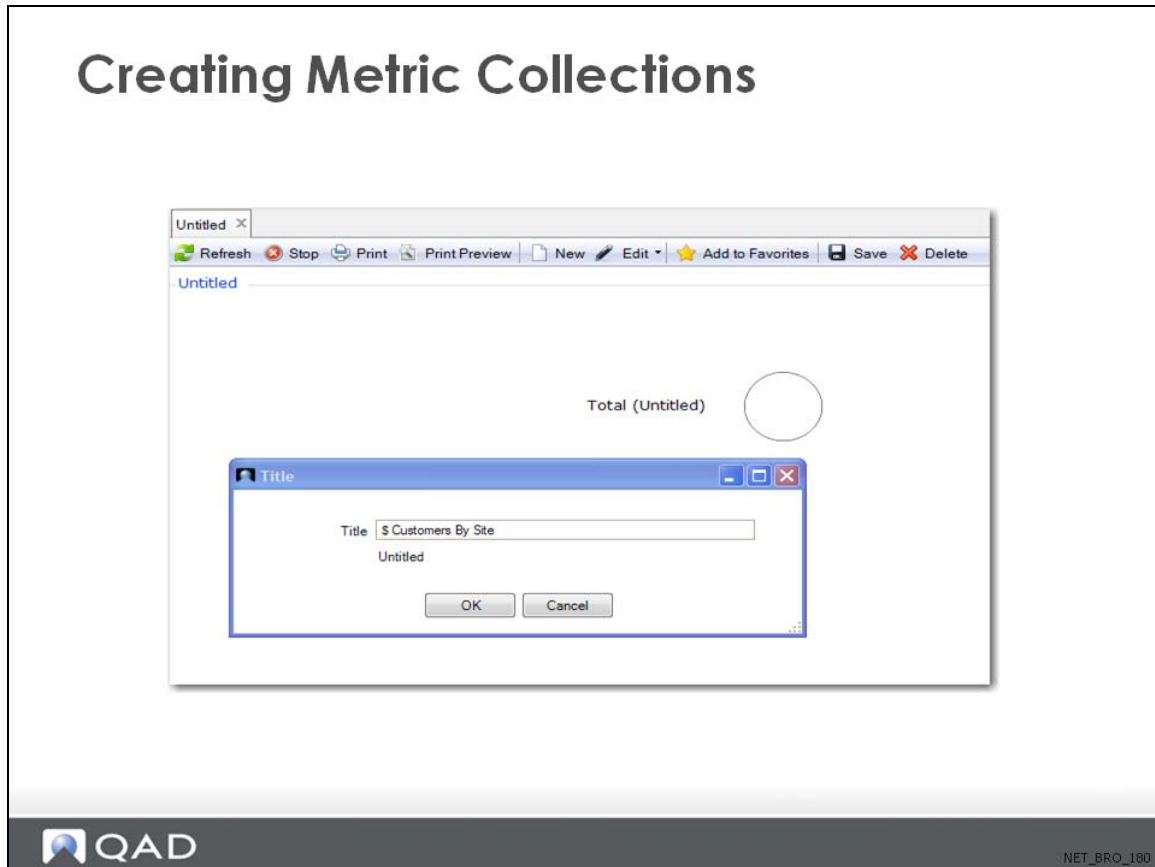 Creating Metric Collections
Untitled
Refresh Stop Print Print Preview New Edit Add to Favorites Save Delete
Untitled
Total (Untitled)
Title
Title $ Customers By Site
Untitled
OK Cancel
QAD
NET_BRO_180